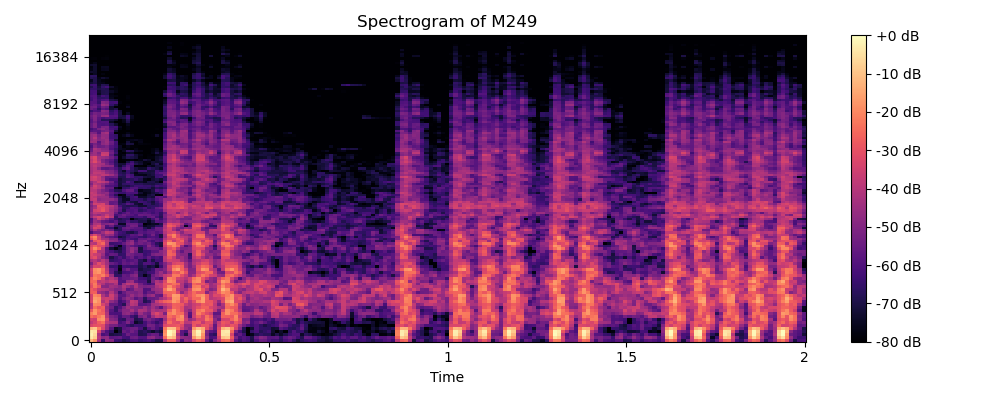 Spectrogram of M249
16384
8192
4096
2048
1024
512
0
Hz
0
0.5
1
1.5
2
Time
+0 dB
-10 dB
-20 dB
-30 dB
-40 dB
-50 dB
-60 dB
-70 dB
-80 dB